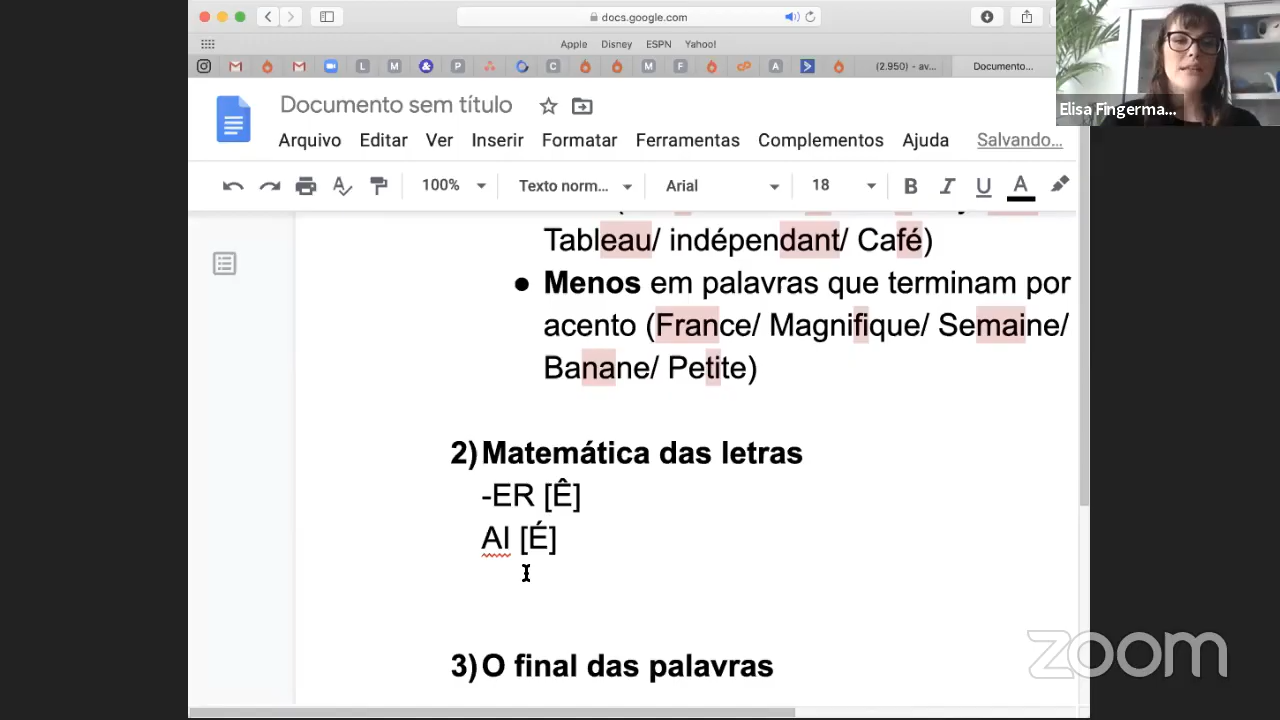 docs.google.com
Apple Disney ESPN Yahoo!
L M & P C M F A (2.950) - av... Documento...
Elisa Fingerma...
Documento sem título
Arquivo Editar Ver Inserir Formatar Ferramentas Complementos Ajuda Salvando...
100% Texto norm... Arial 18 B I U A
Tableau/ indépendant/ Café)
● Menos em palavras que terminam por
acento (France/ Magnifique/ Semaine/
Banane/ Petite)
2) Matemática das letras
-ER [Ê]
AI [É]
3) O final das palavras
zoom